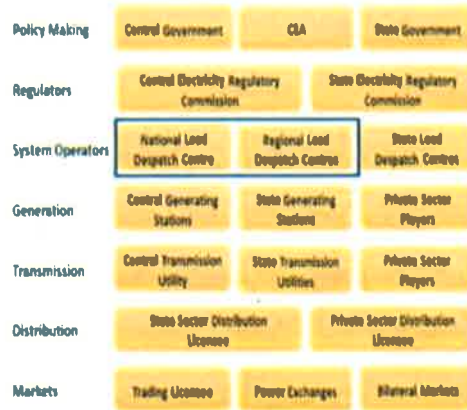 Policy Making
Central Government
CEA
State Government
Regulators
Central Electricity Regulatory
Commission
State Electricity Regulatory
Commission
System Operators
National Load
Despatch Centre
Regional Load
Despatch Centres
State Load
Despatch Centres
Generation
Central Generating
Stations
State Generating
Stations
Private Sector
Players
Transmission
Central Transmission
Utility
State Transmission
Utilities
Private Sector
Players
Distribution
State Sector Distribution
Licensee
Private Sector Distribution
Licensee
Markets
Trading Licensee
Power Exchanges
Bilateral Markets